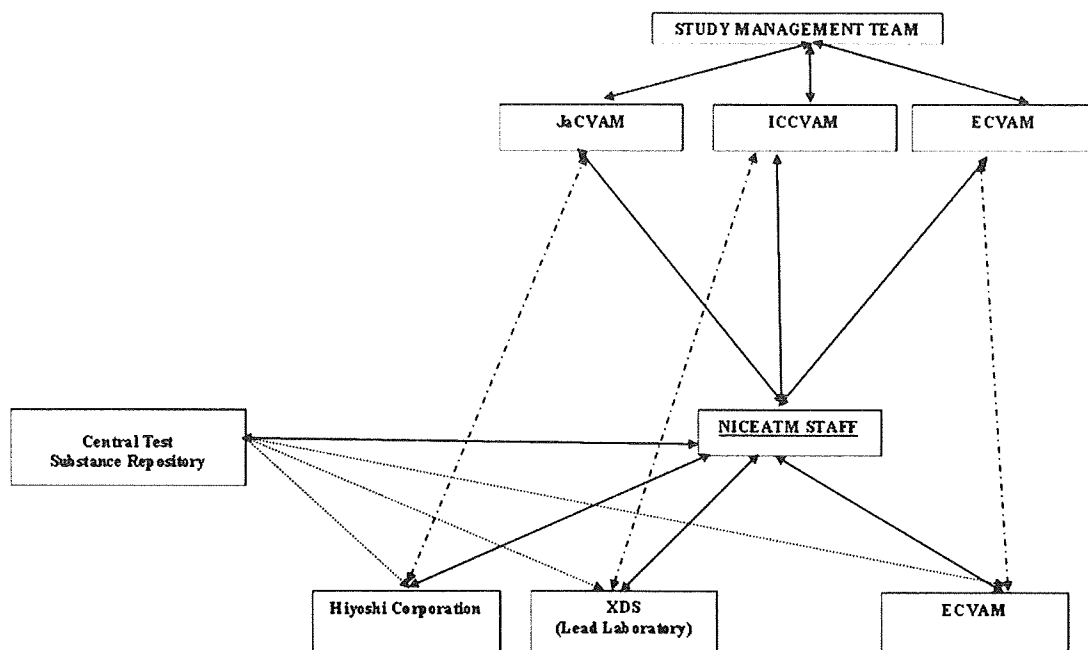 STUDY MANAGEMENT TEAM
JaCVAM
ICCVAM
ECVAM
NICEATM STAFF
Central Test
Substance Repository
Hiyoshi Corporation
XDS
(Lead Laboratory)
ECVAM